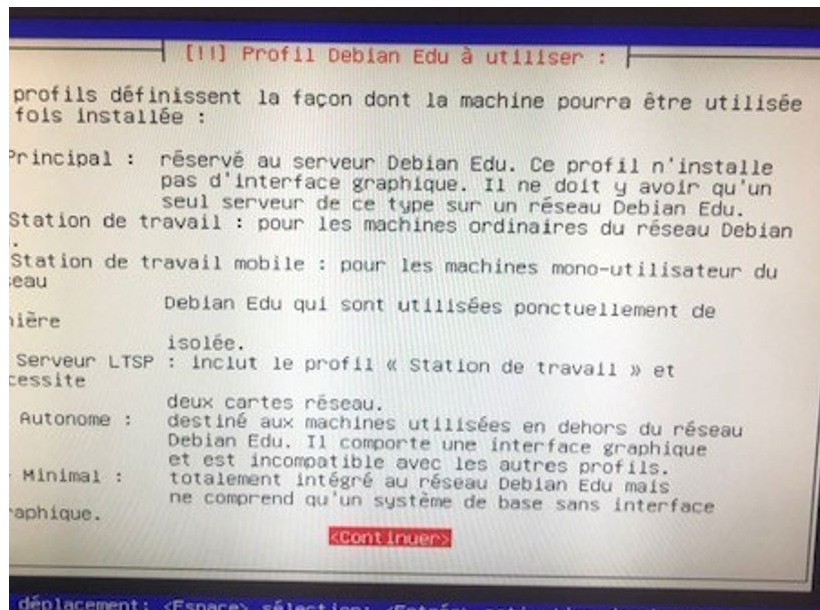 [!!] Profil Debian Edu à utiliser :
profils définissent la façon dont la machine pourra être utilisée
fois installée :
Principal : réservé au serveur Debian Edu. Ce profil n'installe
pas d'interface graphique. Il ne doit y avoir qu'un
seul serveur de ce type sur un réseau Debian Edu.
Station de travail : pour les machines ordinaires du réseau Debian
.
Station de travail mobile : pour les machines mono-utilisateur du
eau
Debian Edu qui sont utilisées ponctuellement de
nière
isolée.
Serveur LTSP : inclut le profil « Station de travail » et
cessite
deux cartes réseau.
Autonome : destiné aux machines utilisées en dehors du réseau
Debian Edu. Il comporte une interface graphique
et est incompatible avec les autres profils.
- Minimal : totalement intégré au réseau Debian Edu mais
ne comprend qu'un système de base sans interface
aphique.
<Continuer>
déplacement; <Espace> sélection; <Entrée>